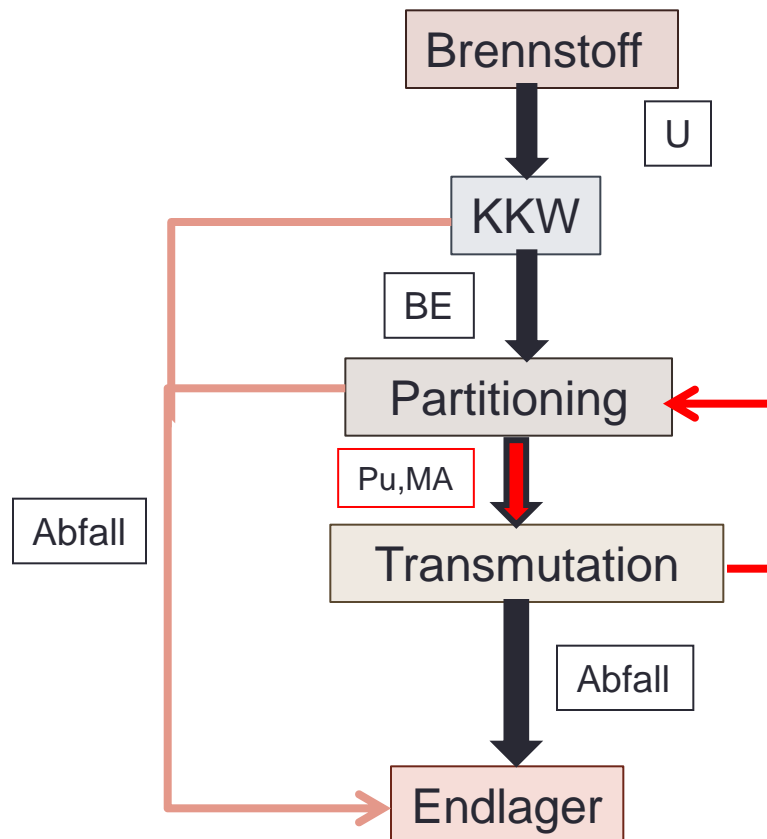 Brennstoff
U
KKW
BE
Partitioning
Pu,MA
Abfall
Transmutation
Abfall
Endlager